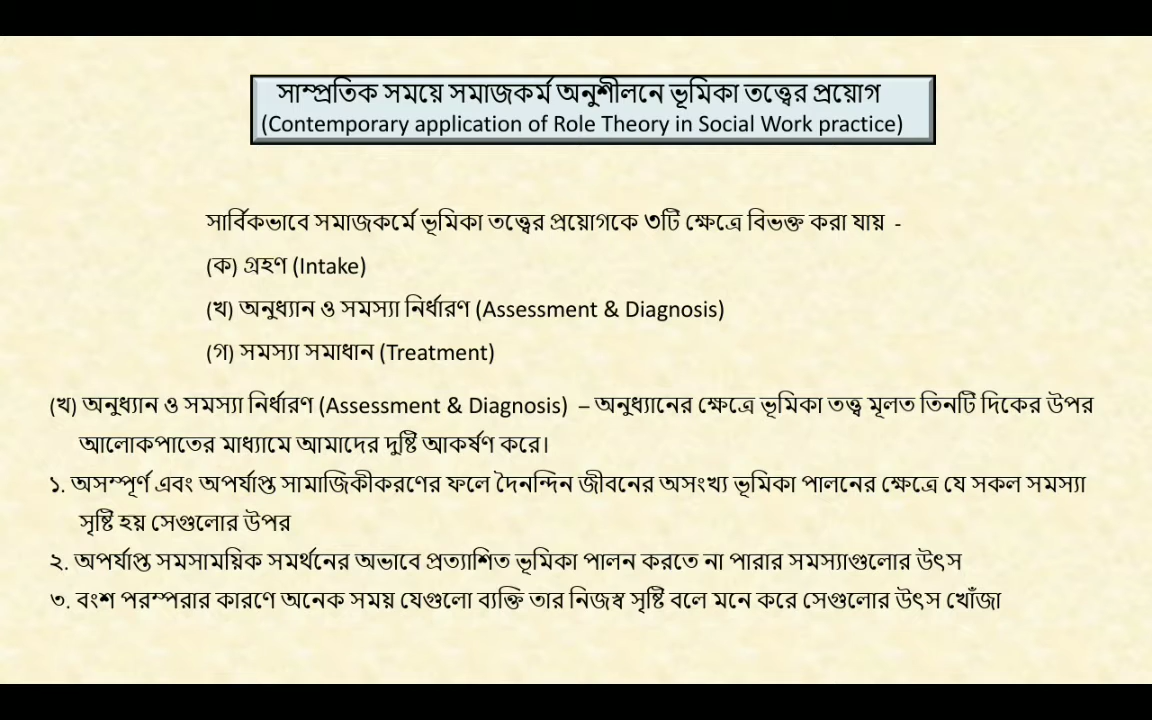 সাম্প্রতিক সময়ে সমাজকর্ম অনুশীলনে ভূমিকা তত্ত্বের প্রয়োগ
(Contemporary application of Role Theory in Social Work practice)
সার্বিকভাবে সমাজকর্মে ভূমিকা তত্ত্বের প্রয়োগকে ৩টি ক্ষেত্রে বিভক্ত করা যায় -
(ক) গ্রহণ (Intake)
(খ) অনুধ্যান ও সমস্যা নির্ধারণ (Assessment & Diagnosis)
(গ) সমস্যা সমাধান (Treatment)
(খ) অনুধ্যান ও সমস্যা নির্ধারণ (Assessment & Diagnosis) – অনুধ্যানের ক্ষেত্রে ভূমিকা তত্ত্ব মূলত তিনটি দিকের উপর
আলোকপাতের মাধ্যামে আমাদের দুষ্টি আকর্ষণ করে।
১. অসম্পূর্ণ এবং অপর্যাপ্ত সামাজিকীকরণের ফলে দৈনন্দিন জীবনের অসংখ্য ভূমিকা পালনের ক্ষেত্রে যে সকল সমস্যা
সৃষ্টি হয় সেগুলোর উপর
২. অপর্যাপ্ত সমসাময়িক সমর্থনের অভাবে প্রত্যাশিত ভূমিকা পালন করতে না পারার সমস্যাগুলোর উৎস
৩. বংশ পরম্পরার কারণে অনেক সময় যেগুলো ব্যক্তি তার নিজস্ব সৃষ্টি বলে মনে করে সেগুলোর উৎস খোঁজা